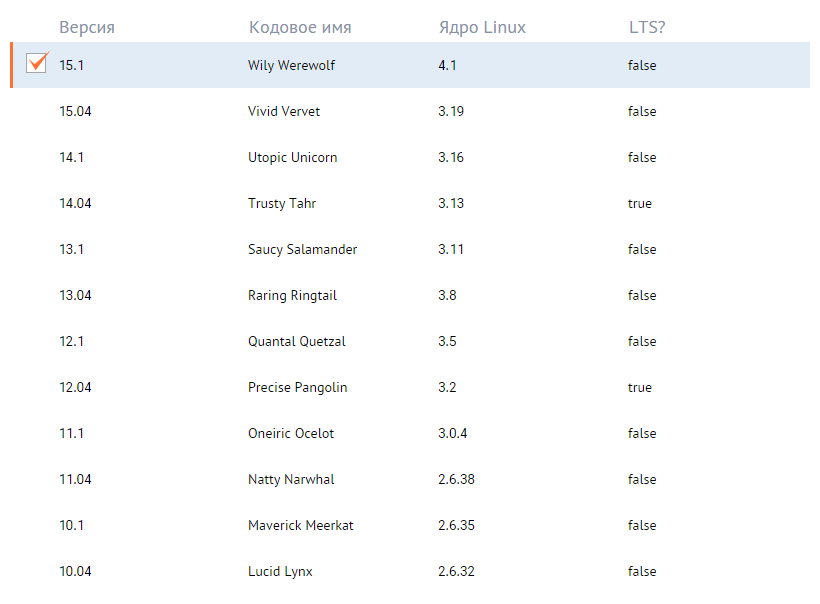 Версия Кодовое имя Ядро Linux LTS?
15.1 Wily Werewolf 4.1 false
15.04 Vivid Vervet 3.19 false
14.1 Utopic Unicorn 3.16 false
14.04 Trusty Tahr 3.13 true
13.1 Saucy Salamander 3.11 false
13.04 Raring Ringtail 3.8 false
12.1 Quantal Quetzal 3.5 false
12.04 Precise Pangolin 3.2 true
11.1 Oneiric Ocelot 3.0.4 false
11.04 Natty Narwhal 2.6.38 false
10.1 Maverick Meerkat 2.6.35 false
10.04 Lucid Lynx 2.6.32 false